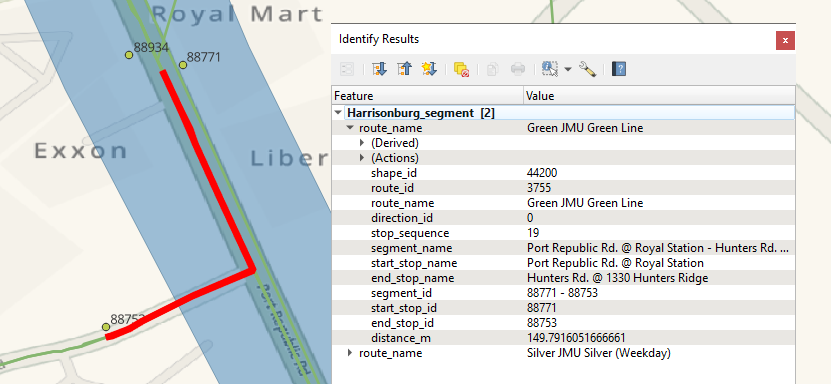 Royal Mart
88934
88771
Exxon
Liber
Port Republic Rd
Identify Results
Feature Value
Harrisonburg_segment [2]
route_name Green JMU Green Line
(Derived)
(Actions)
shape_id 44200
route_id 3755
route_name Green JMU Green Line
direction_id 0
stop_sequence 19
segment_name Port Republic Rd. @ Royal Station - Hunters Rd. ...
start_stop_name Port Republic Rd. @ Royal Station
end_stop_name Hunters Rd. @ 1330 Hunters Ridge
segment_id 88771 - 88753
start_stop_id 88771
end_stop_id 88753
distance_m 149.7916051666661
route_name Silver JMU Silver (Weekday)